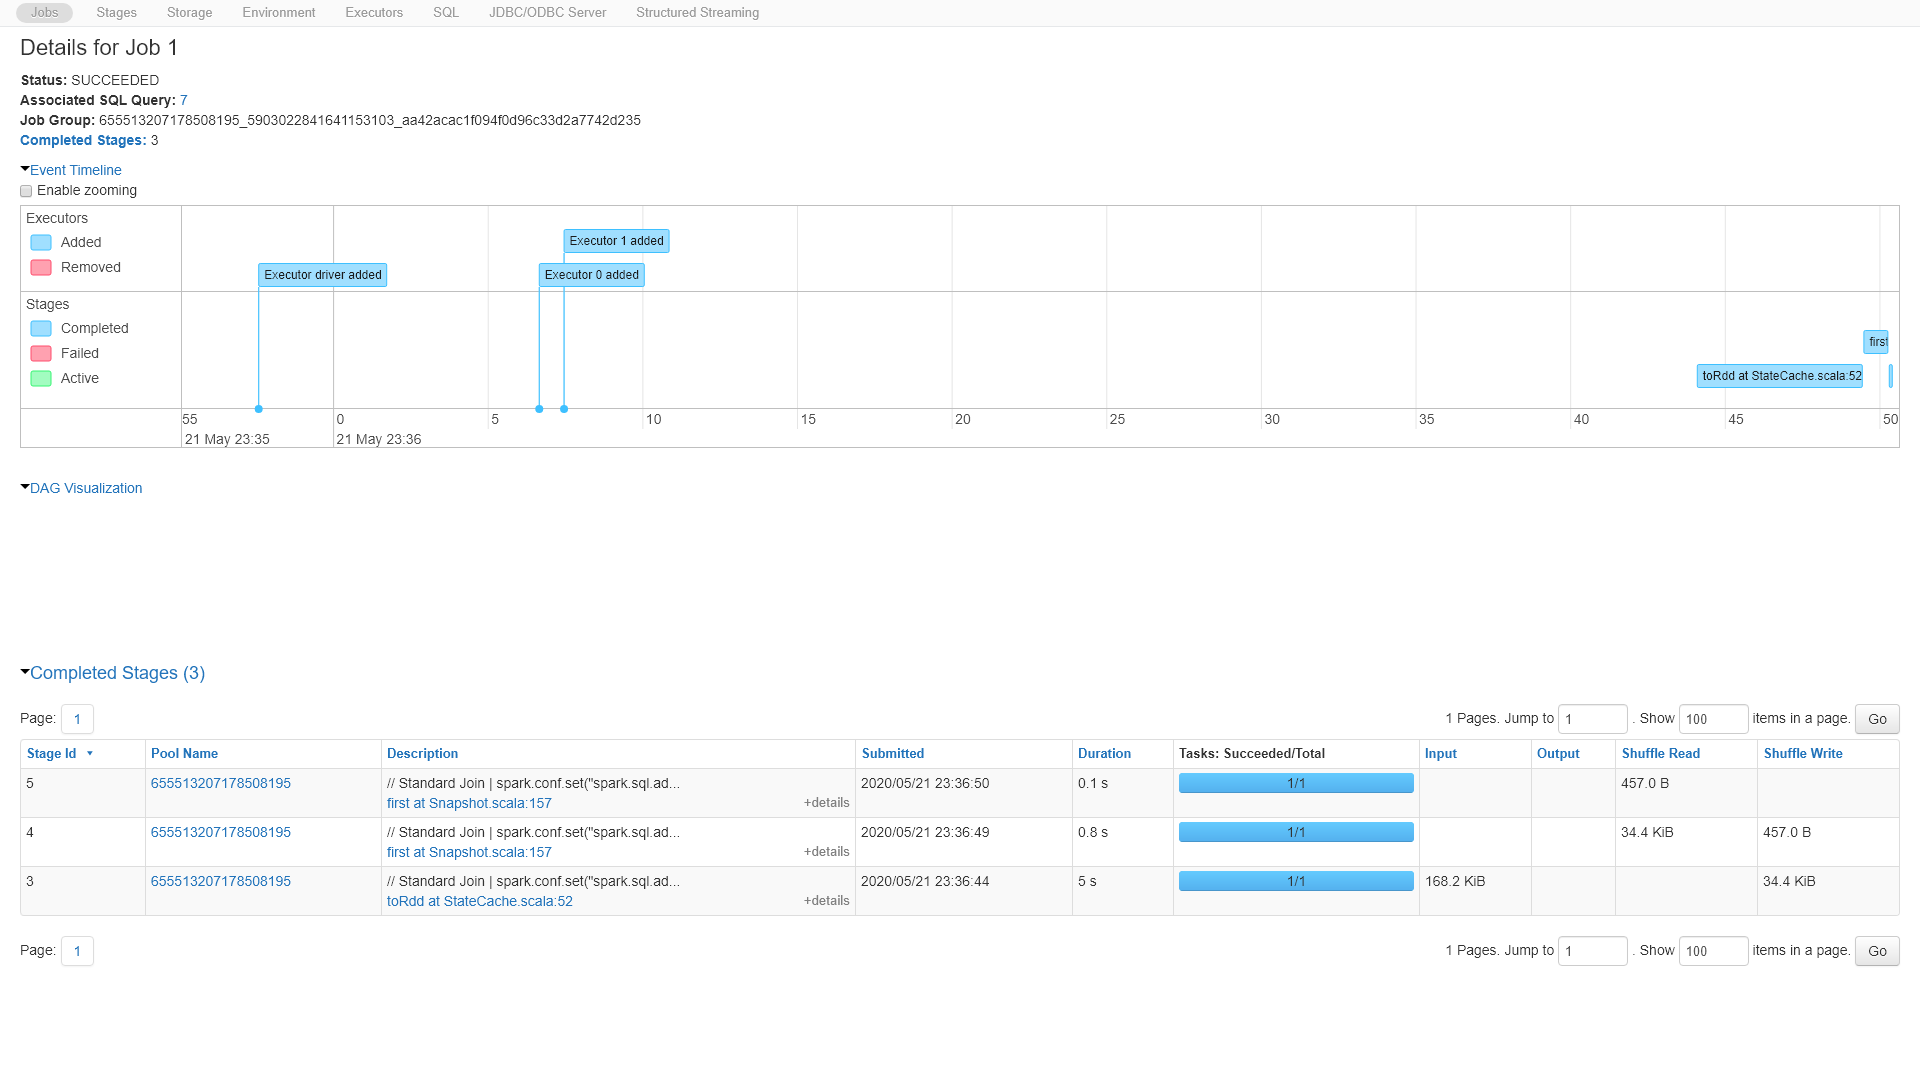 Jobs Stages Storage Environment Executors SQL JDBC/ODBC Server Structured Streaming
Details for Job 1
Status: SUCCEEDED
Associated SQL Query: 7
Job Group: 655513207178508195_5903022841641153103_aa42acac1f094f0d96c33d2a7742d235
Completed Stages: 3
Event Timeline
Enable zooming
Executors
Added
Removed
Executor 1 added
Executor driver added
Executor 0 added
Stages
Completed
Failed
Active
first
toRdd at StateCache.scala:52
55 0 5 10 15 20 25 30 35 40 45 50
21 May 23:35 21 May 23:36
DAG Visualization
Completed Stages (3)
Page: 1 1 Pages. Jump to 1 . Show 100 items in a page. Go
Stage Id Pool Name Description Submitted Duration Tasks: Succeeded/Total Input Output Shuffle Read Shuffle Write
5 655513207178508195 // Standard Join | spark.conf.set("spark.sql.ad... 2020/05/21 23:36:50 0.1 s 1/1 457.0 B
first at Snapshot.scala:157 +details
4 655513207178508195 // Standard Join | spark.conf.set("spark.sql.ad... 2020/05/21 23:36:49 0.8 s 1/1 34.4 KiB 457.0 B
first at Snapshot.scala:157 +details
3 655513207178508195 // Standard Join | spark.conf.set("spark.sql.ad... 2020/05/21 23:36:44 5 s 1/1 168.2 KiB 34.4 KiB
toRdd at StateCache.scala:52 +details
Page: 1 1 Pages. Jump to 1 . Show 100 items in a page. Go